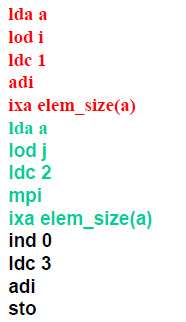 lda a
lod i
ldc 1
adi
ixa elem_size(a)
lda a
lod j
ldc 2
mpi
ixa elem_size(a)
ind 0
ldc 3
adi
sto